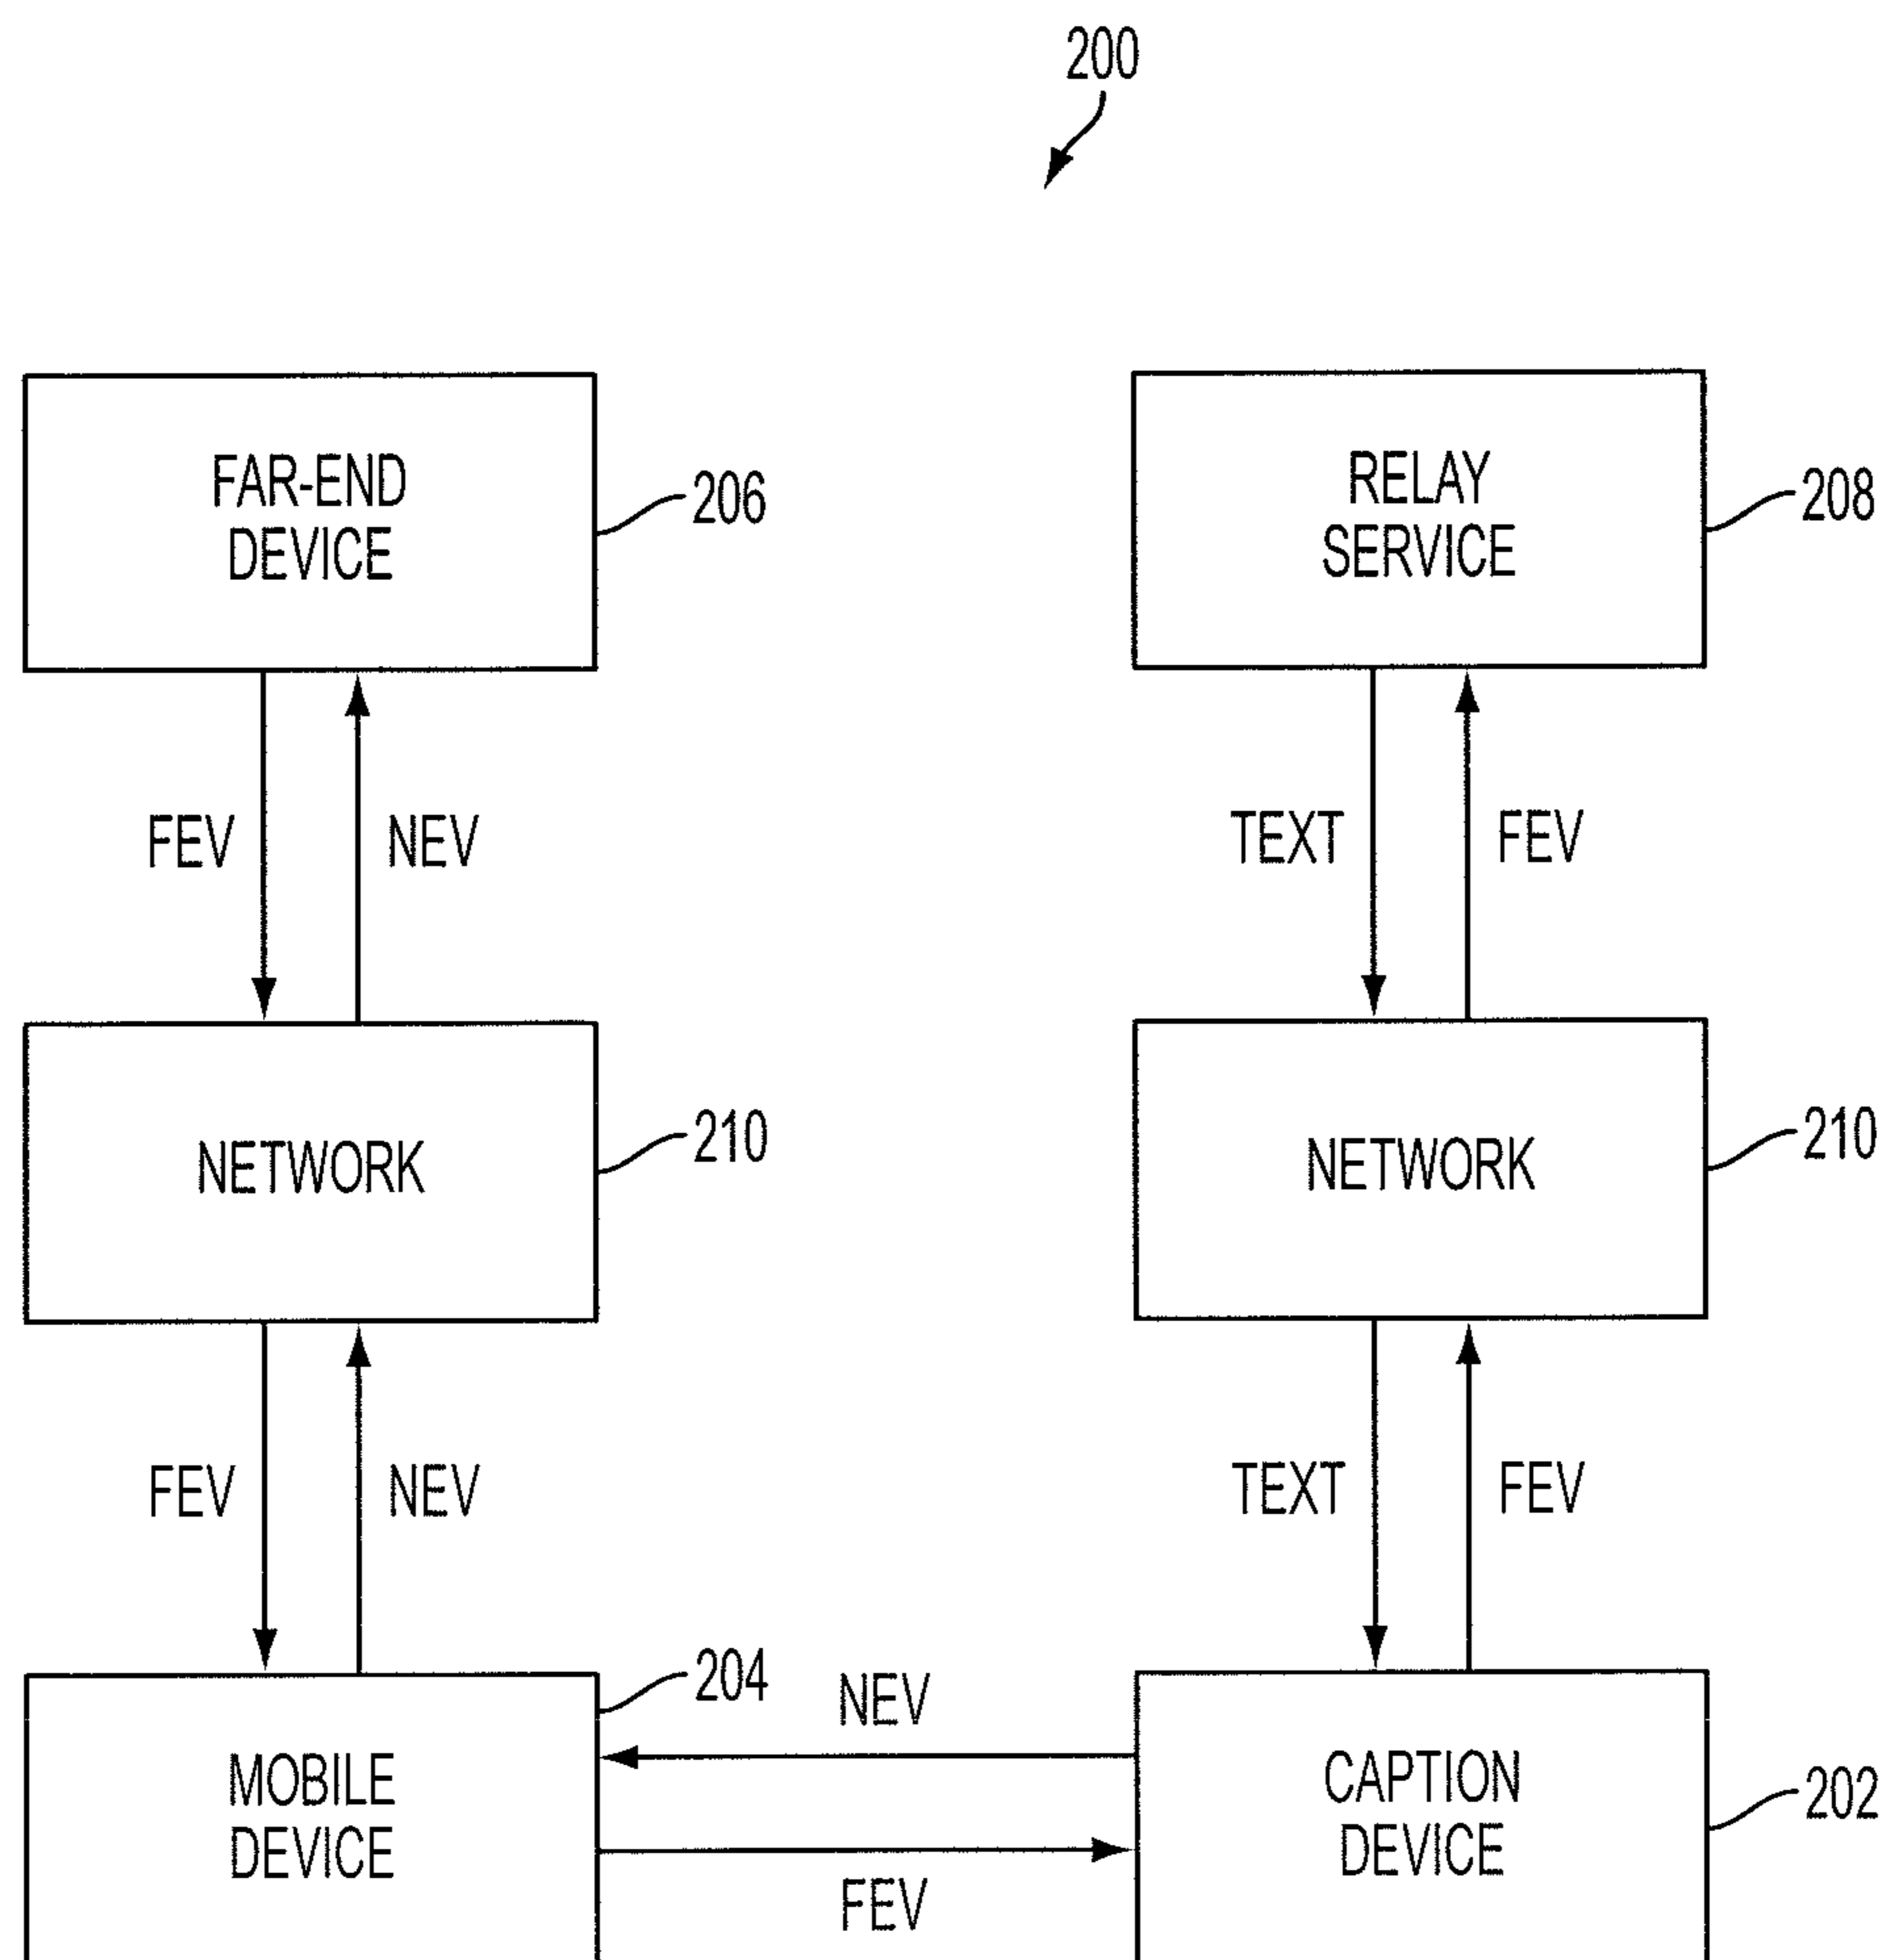 200
FAR-END
DEVICE
206
RELAY
SERVICE
208
FEV
NEV
TEXT
FEV
NETWORK
210
NETWORK
210
FEV
NEV
TEXT
FEV
204
MOBILE
DEVICE
NEV
FEV
CAPTION
DEVICE
202